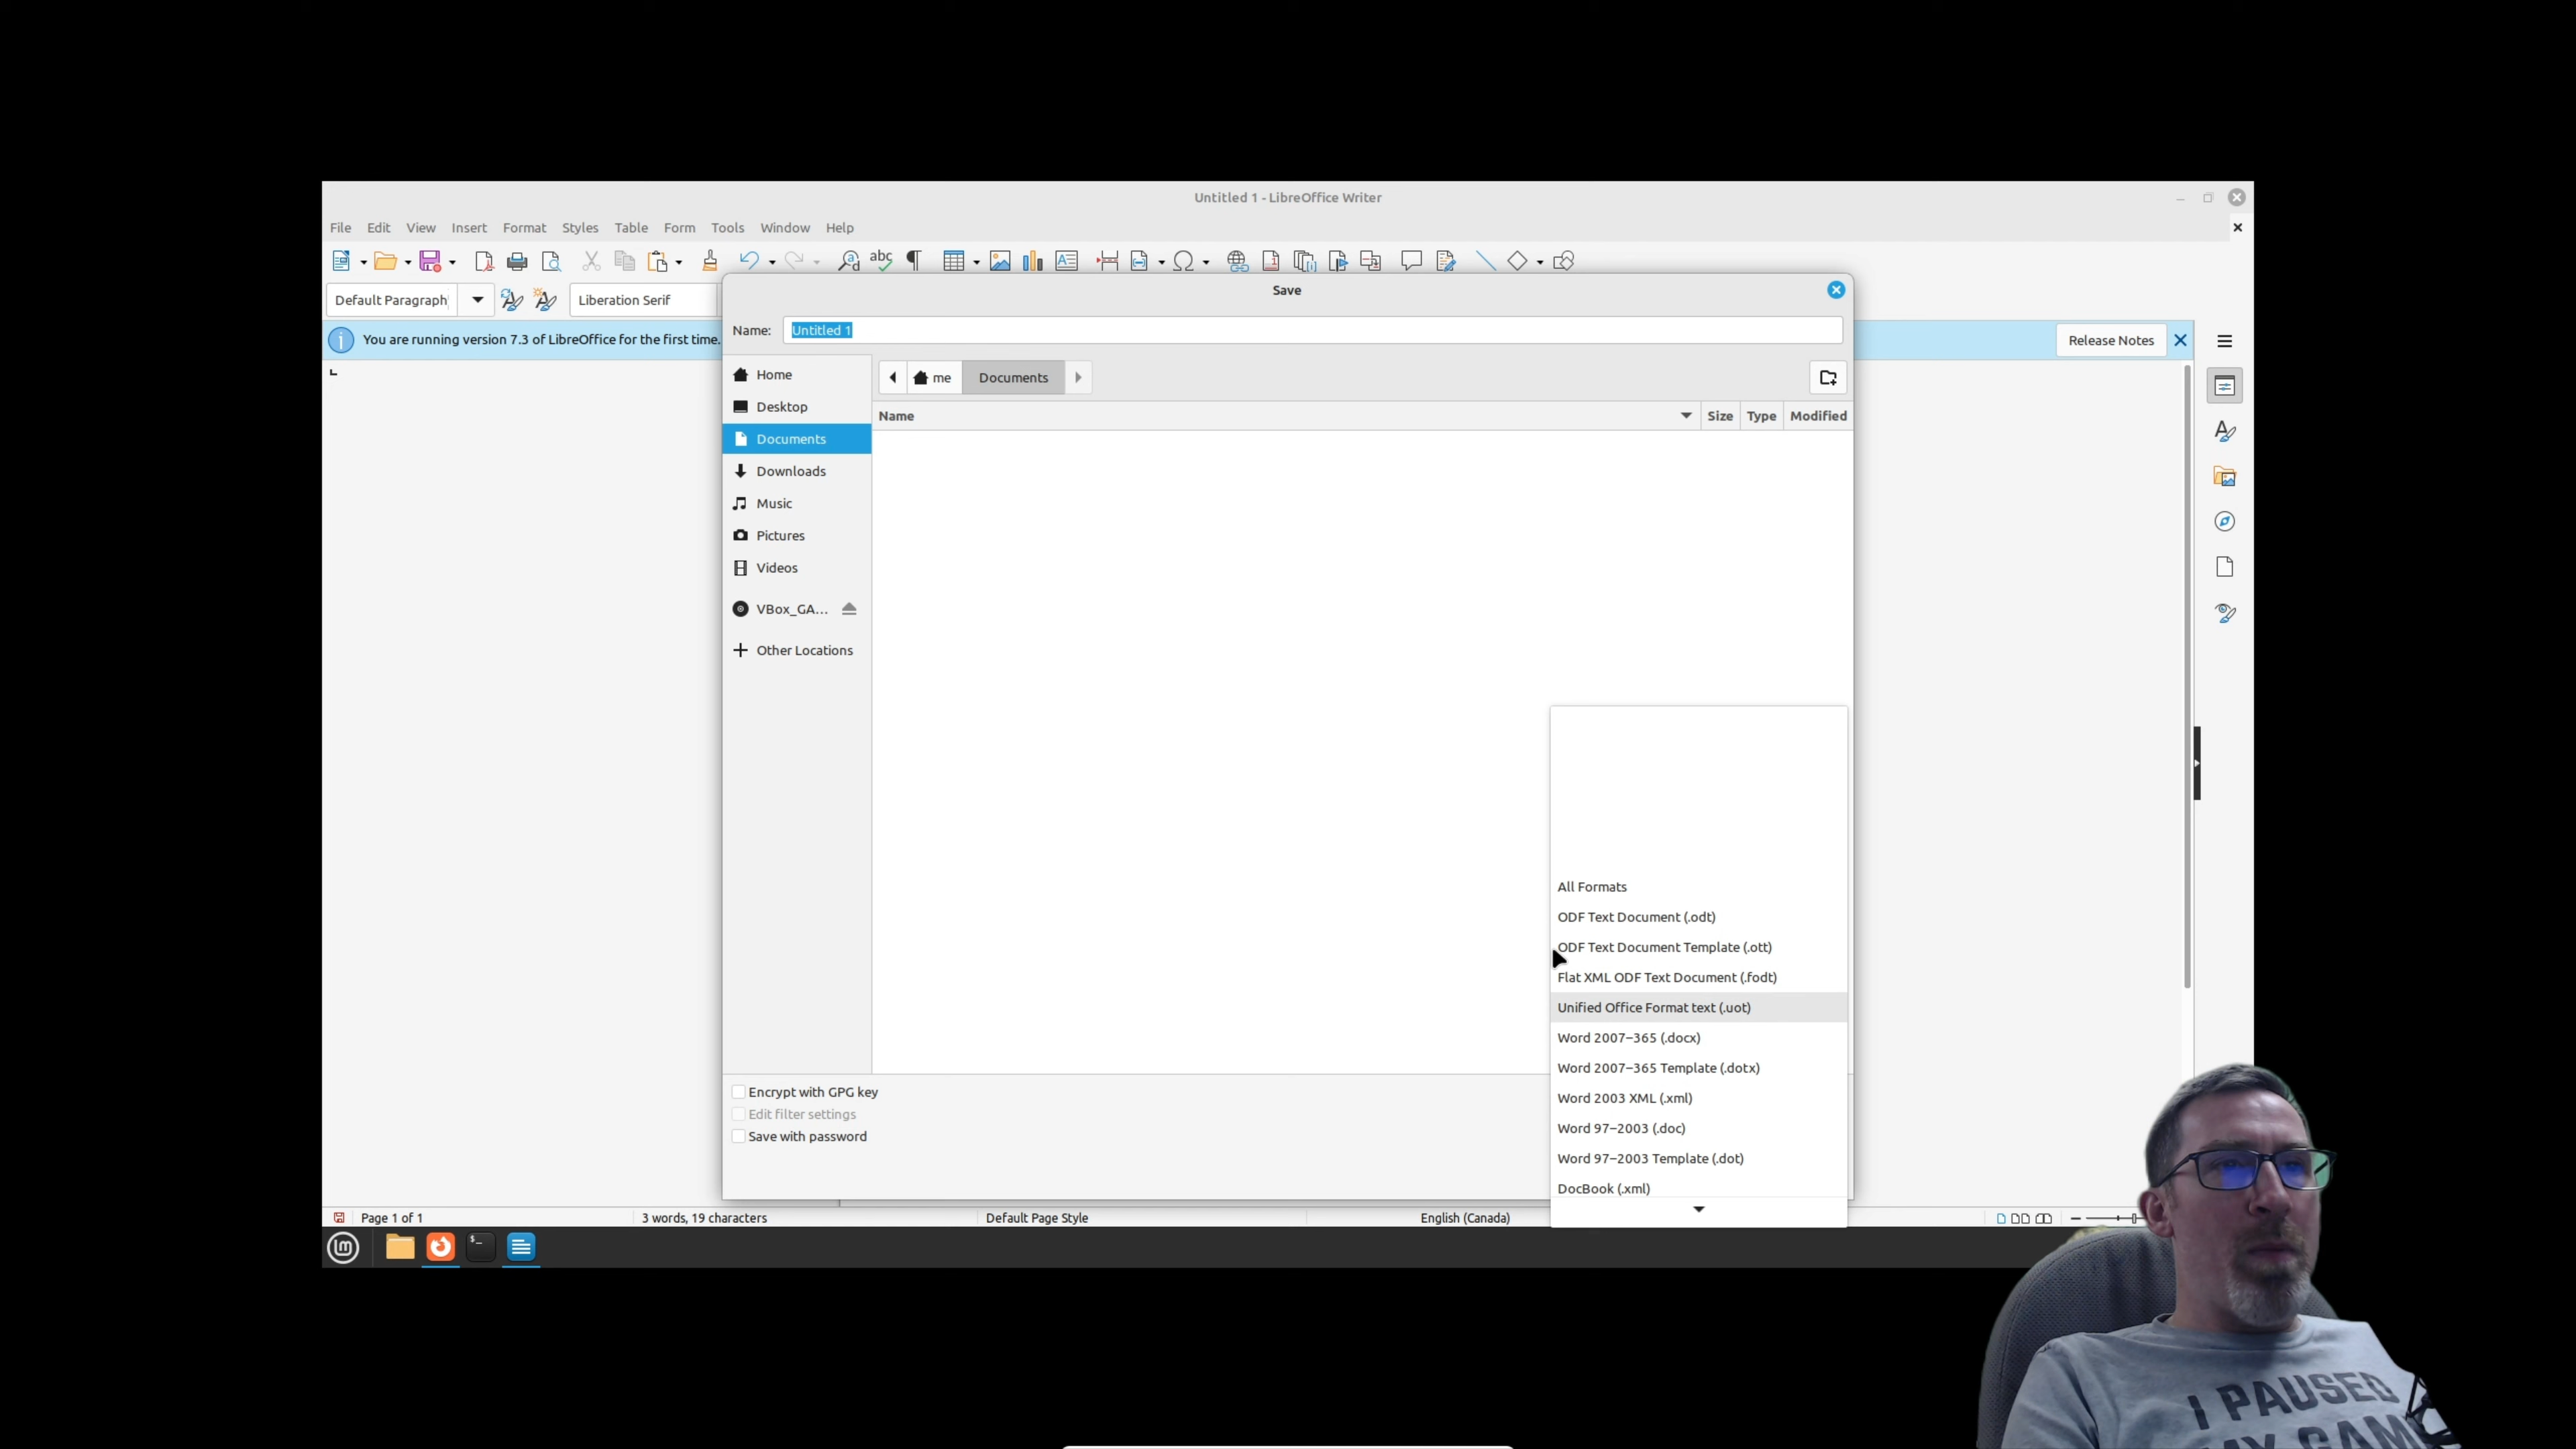 Untitled 1 - LibreOffice Writer
File Edit View Insert Format Styles Table Form Tools Window Help
Default Paragraph
Liberation Serif
Save
Name: Untitled 1
You are running version 7.3 of LibreOffice for the first time.
Release Notes
Home
Desktop
Documents
Downloads
Music
Pictures
Videos
VBox_GA...
Other Locations
me Documents
Name Size Type Modified
All Formats
ODF Text Document (.odt)
ODF Text Document Template (.ott)
Flat XML ODF Text Document (.fodt)
Unified Office Format text (.uot)
Word 2007–365 (.docx)
Word 2007–365 Template (.dotx)
Word 2003 XML (.xml)
Word 97–2003 (.doc)
Word 97–2003 Template (.dot)
DocBook (.xml)
Encrypt with GPG key
Edit filter settings
Save with password
Page 1 of 1 3 words, 19 characters Default Page Style English (Canada)
I PAUSED
MY GAM